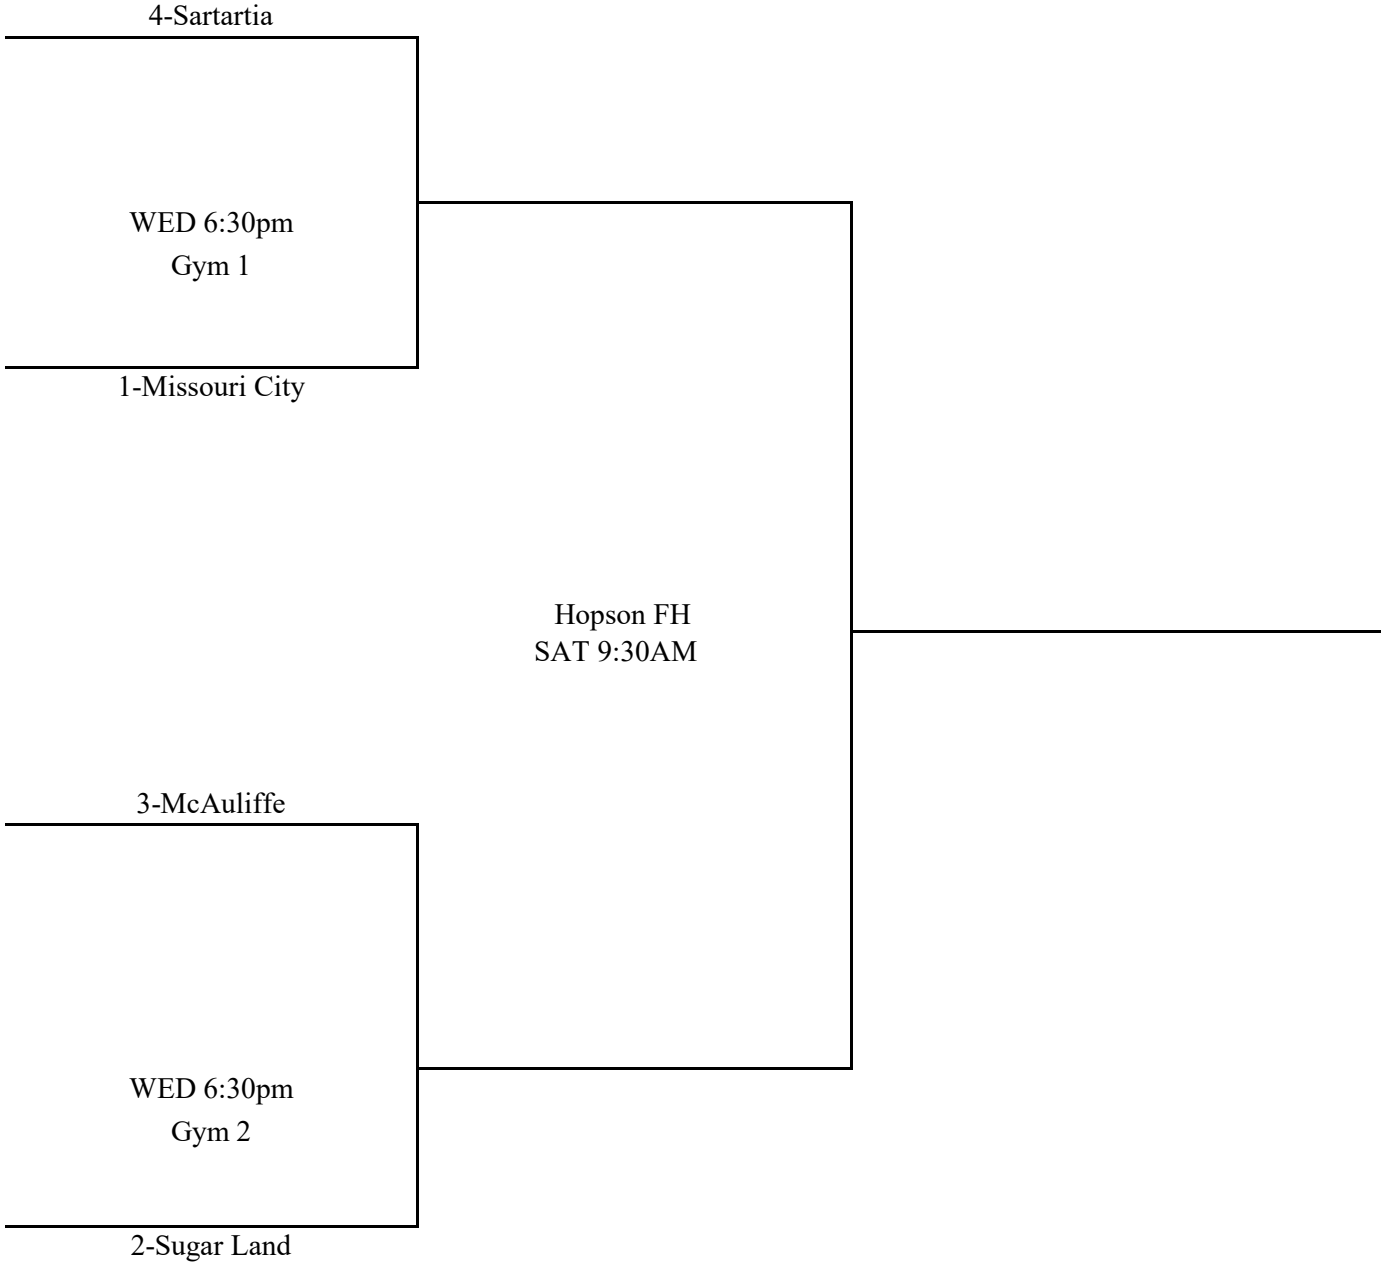 4-Sartartia
WED 6:30pm
Gym 1
1-Missouri City
Hopson FH
SAT 9:30AM
3-McAuliffe
WED 6:30pm
Gym 2
2-Sugar Land